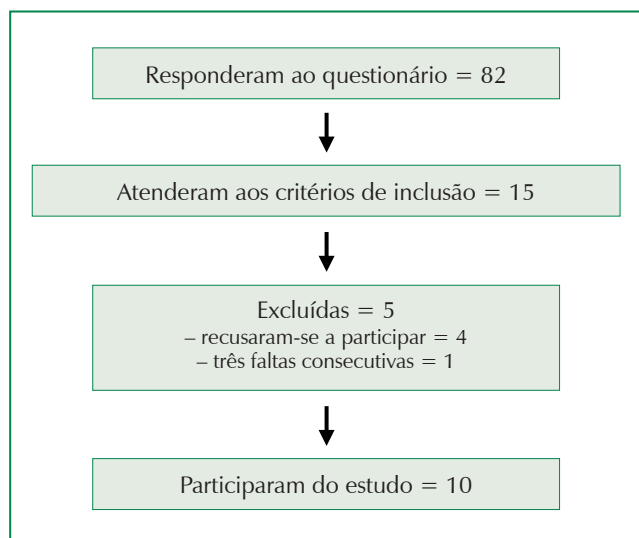 Responderam ao questionário = 82
Atenderam aos critérios de inclusão = 15
Excluídas = 5
– recusaram-se a participar = 4
– três faltas consecutivas = 1
Participaram do estudo = 10